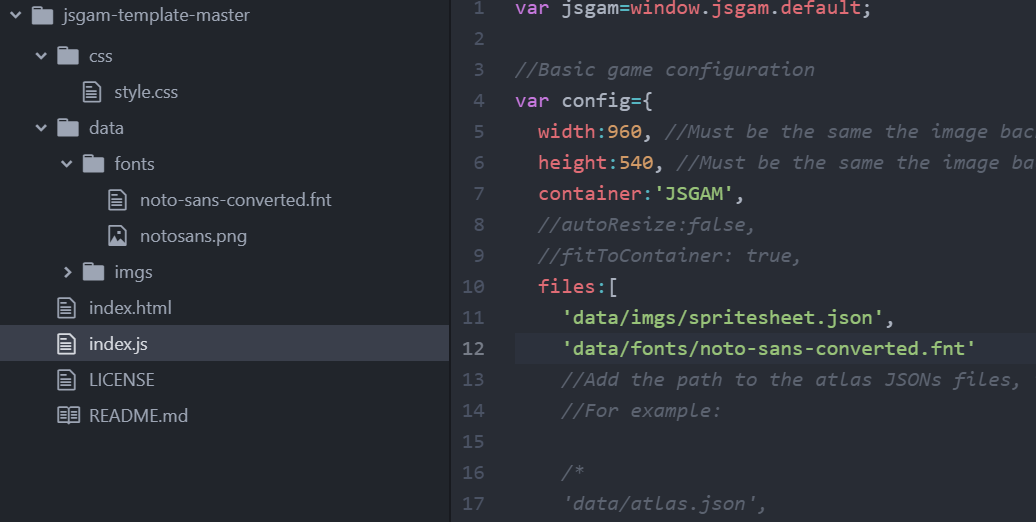 jsgam-template-master
css
style.css
data
fonts
noto-sans-converted.fnt
notosans.png
imgs
index.html
index.js
LICENSE
README.md
1 var jsgam=window.jsgam.default;
2
3 //Basic game configuration
4 var config={
5 width:960, //Must be the same the image bac
6 height:540, //Must be the same the image ba
7 container:'JSGAM',
8 //autoResize:false,
9 //fitToContainer: true,
10 files:[
11 'data/imgs/spritesheet.json',
12 'data/fonts/noto-sans-converted.fnt'
13 //Add the path to the atlas JSONs files,
14 //For example:
15
16 /*
17 'data/atlas.json',